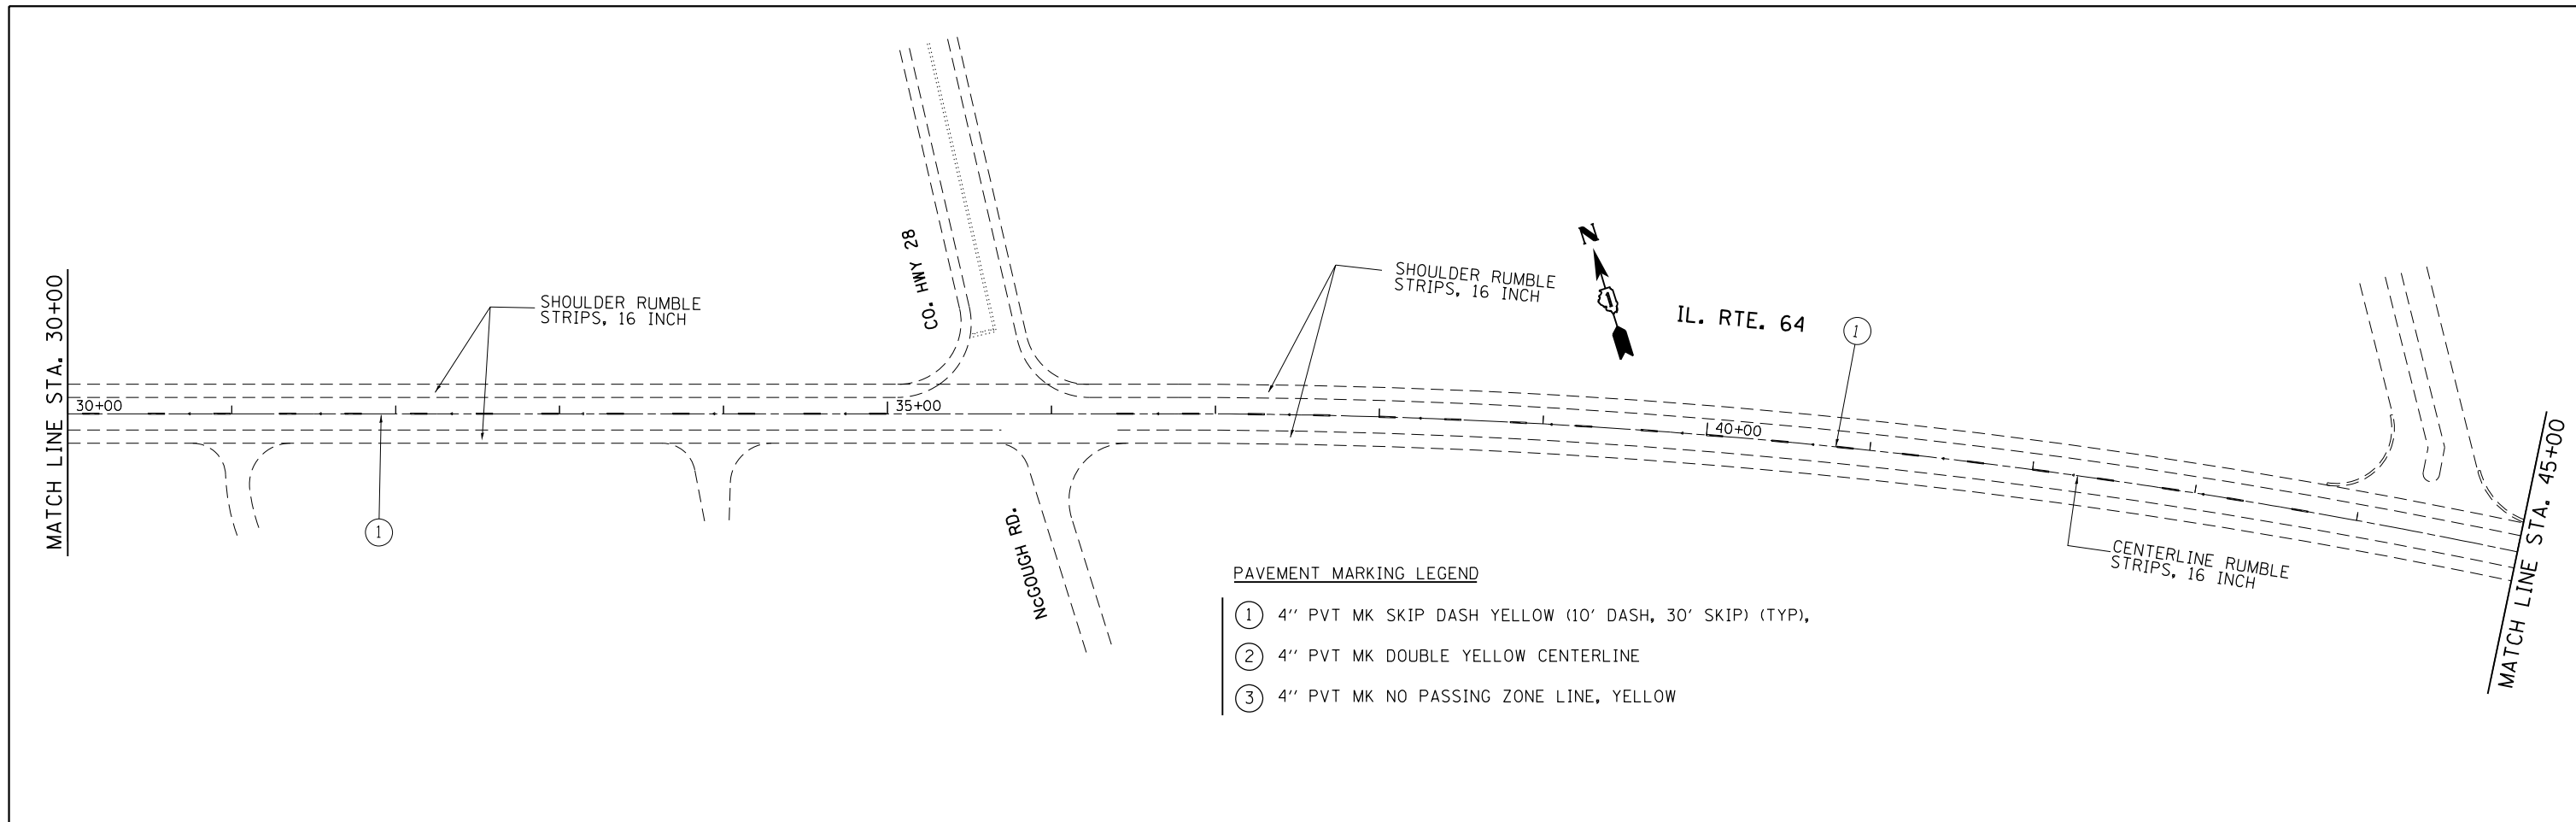 MATCH LINE STA. 30+00
30+00
SHOULDER RUMBLE
STRIPS, 16 INCH
1
CO. HWY 28
35+00
NCGOUGH RD.
SHOULDER RUMBLE
STRIPS, 16 INCH
N
IL. RTE. 64
1
40+00
CENTERLINE RUMBLE
STRIPS, 16 INCH
MATCH LINE STA. 45+00
PAVEMENT MARKING LEGEND
1 4'' PVT MK SKIP DASH YELLOW (10' DASH, 30' SKIP) (TYP),
2 4'' PVT MK DOUBLE YELLOW CENTERLINE
3 4'' PVT MK NO PASSING ZONE LINE, YELLOW